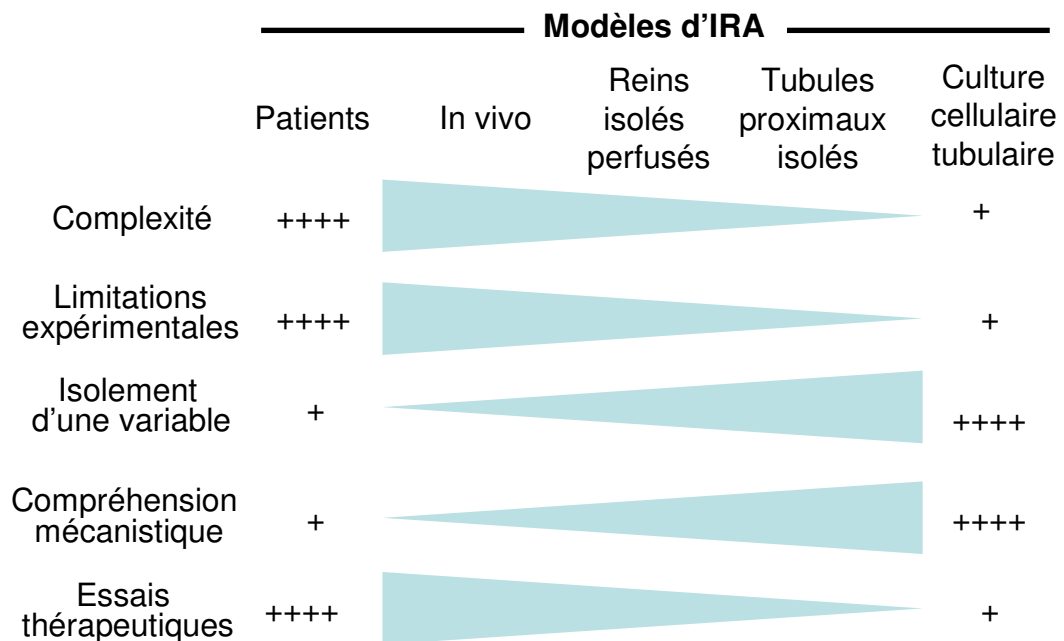 Modèles d’IRA
Patients
In vivo
Reins
isolés
perfusés
Tubules
proximaux
isolés
Culture
cellulaire
tubulaire
Complexité
++++
+
Limitations
expérimentales
++++
+
Isolement
d’une variable
+
++++
Compréhension
mécanistique
+
++++
Essais
thérapeutiques
++++
+